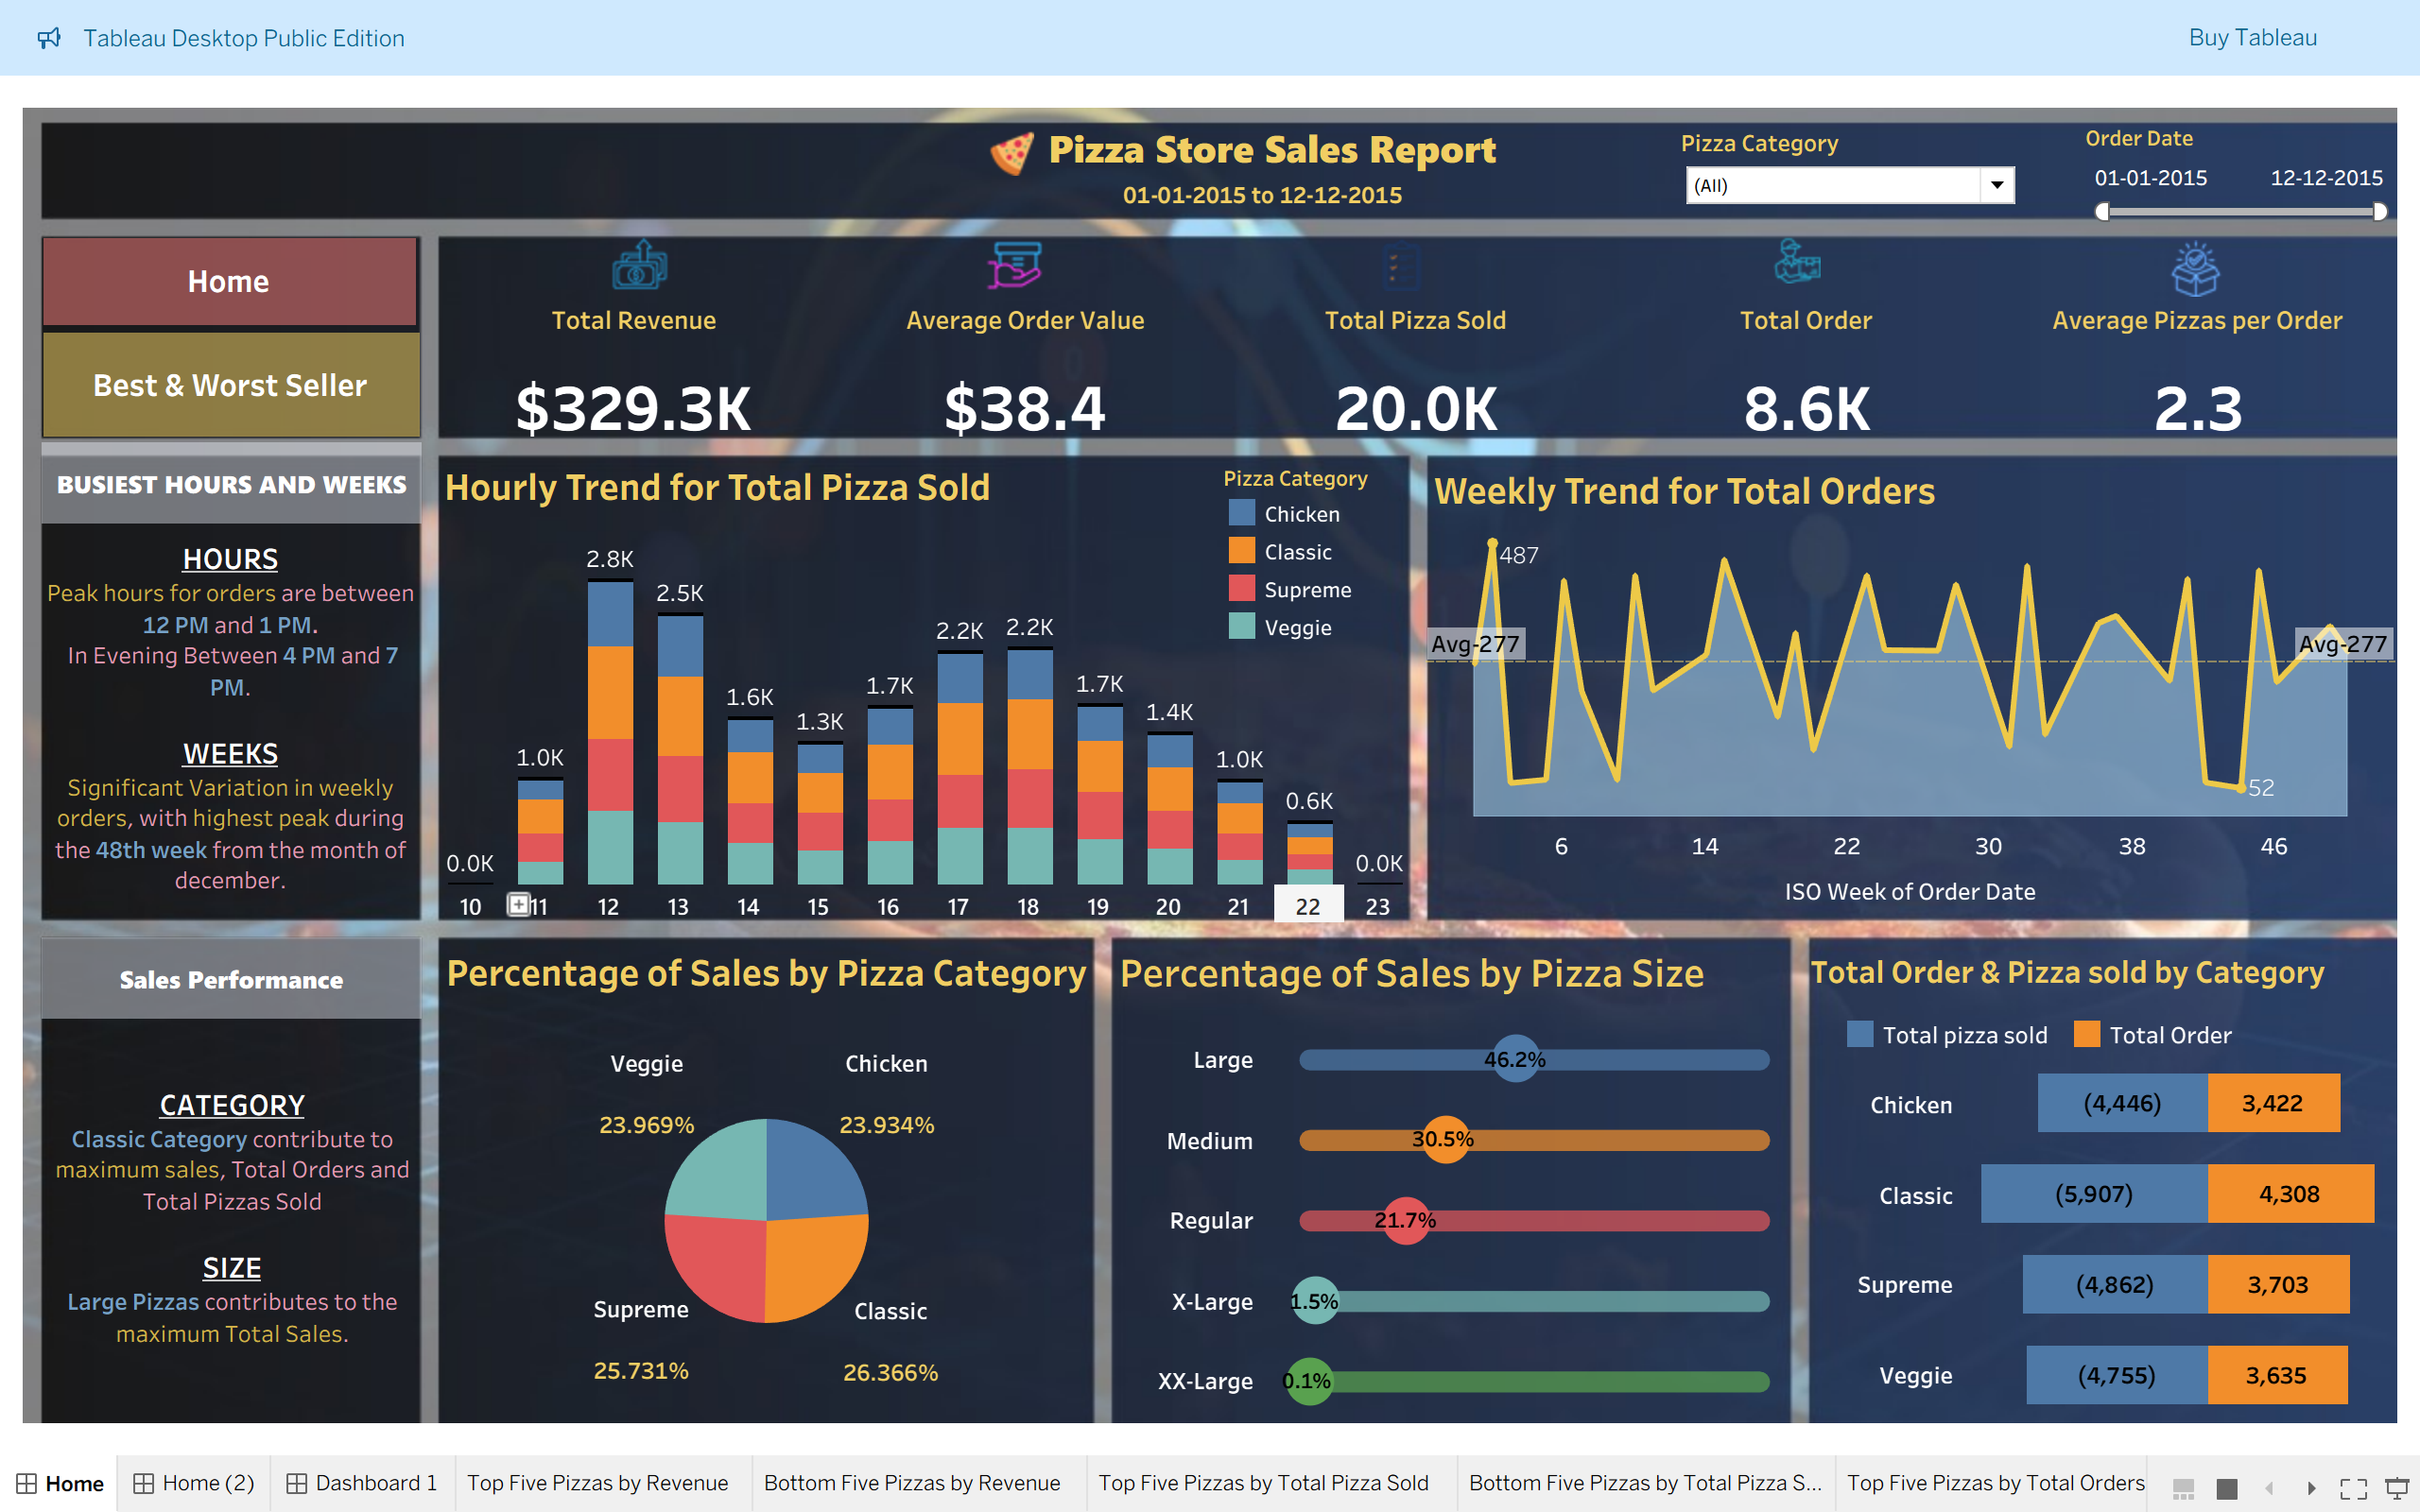 Tableau Desktop Public Edition
Buy Tableau
Pizza Store Sales Report
01-01-2015 to 12-12-2015
Pizza Category
(All)
Order Date
01-01-2015 12-12-2015
Home
Best & Worst Seller
Total Revenue
$329.3K
Average Order Value
$38.4
Total Pizza Sold
20.0K
Total Order
8.6K
Average Pizzas per Order
2.3
BUSIEST HOURS AND WEEKS
HOURS
Peak hours for orders are between
12 PM and 1 PM.
In Evening Between 4 PM and 7
PM.
WEEKS
Significant Variation in weekly
orders, with highest peak during
the 48th week from the month of
december.
Hourly Trend for Total Pizza Sold
Pizza Category
Chicken
Classic
Supreme
Veggie
0.0K 1.0K 2.8K 2.5K 1.6K 1.3K 1.7K 2.2K 2.2K 1.7K 1.4K 1.0K 0.6K 0.0K
10 11 12 13 14 15 16 17 18 19 20 21 22 23
Weekly Trend for Total Orders
487
Avg-277 Avg-277
52
6 14 22 30 38 46
ISO Week of Order Date
Sales Performance
CATEGORY
Classic Category contribute to
maximum sales, Total Orders and
Total Pizzas Sold
SIZE
Large Pizzas contributes to the
maximum Total Sales.
Percentage of Sales by Pizza Category
Veggie Chicken
23.969% 23.934%
Supreme Classic
25.731% 26.366%
Percentage of Sales by Pizza Size
Large 46.2%
Medium 30.5%
Regular 21.7%
X-Large 1.5%
XX-Large 0.1%
Total Order & Pizza sold by Category
Total pizza sold Total Order
Chicken (4,446) 3,422
Classic (5,907) 4,308
Supreme (4,862) 3,703
Veggie (4,755) 3,635
Home Home (2) Dashboard 1 Top Five Pizzas by Revenue Bottom Five Pizzas by Revenue Top Five Pizzas by Total Pizza Sold Bottom Five Pizzas by Total Pizza S... Top Five Pizzas by Total Orders